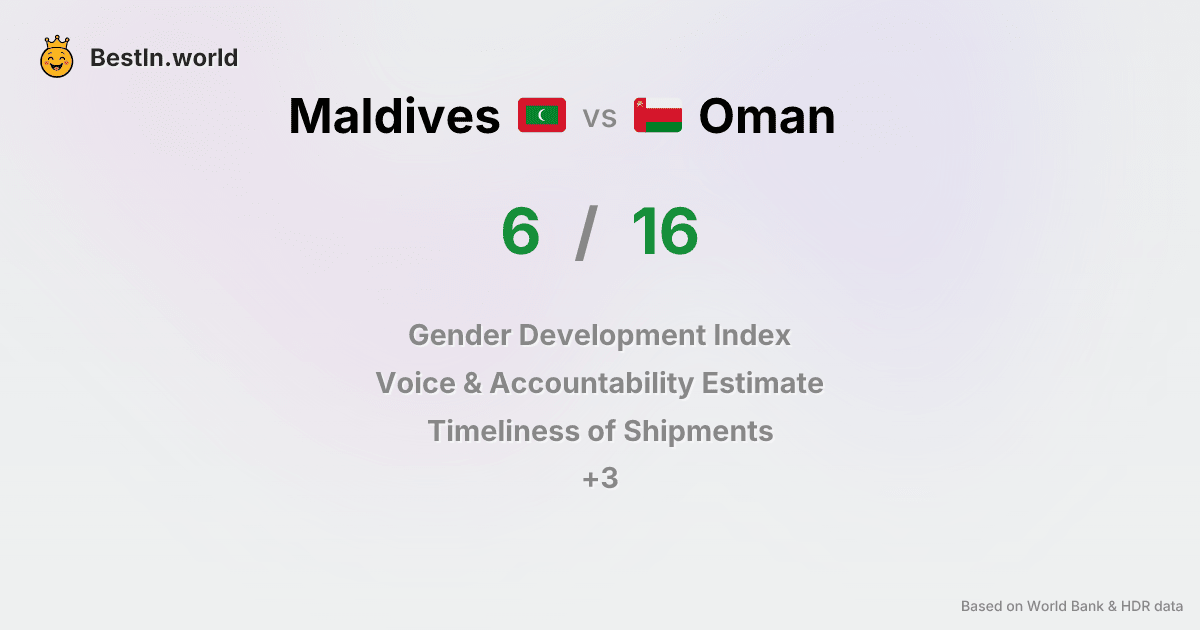 BestIn.world
Maldives vs Oman
6 / 16
Gender Development Index
Voice & Accountability Estimate
Timeliness of Shipments
+3
Based on World Bank & HDR data